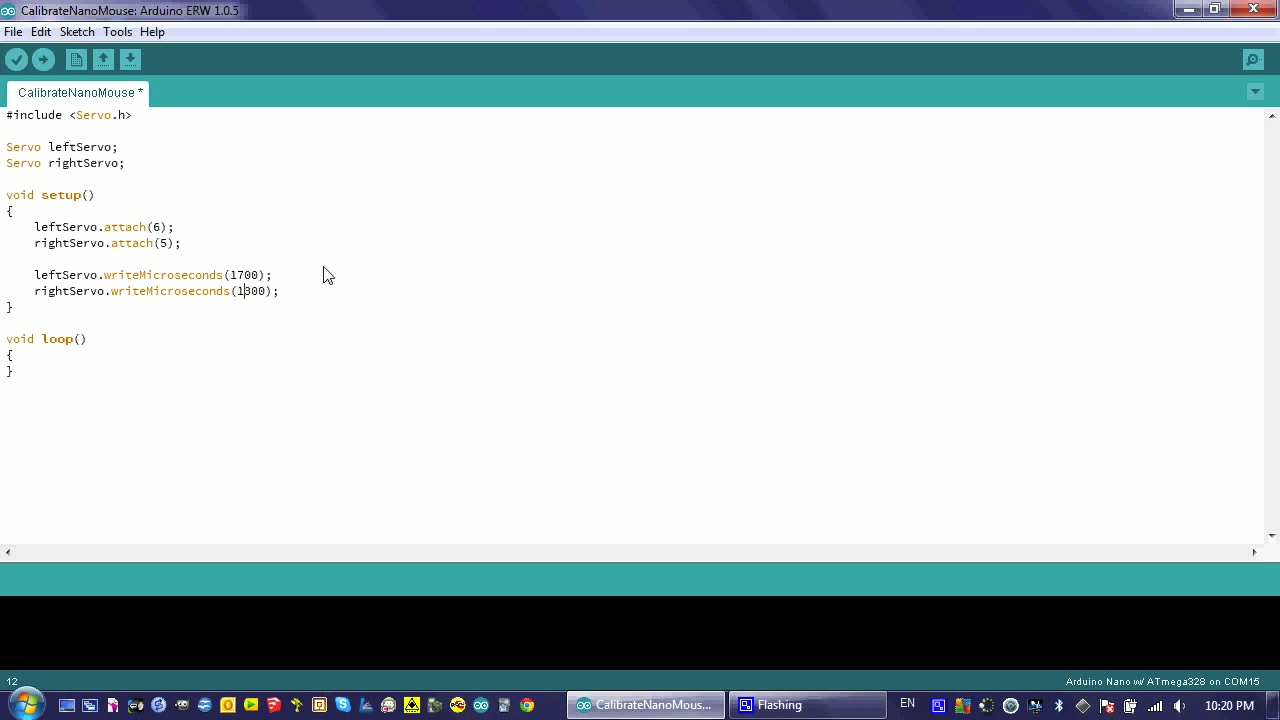 CalibrateNanoMouse: Arduino ERW 1.0.5
File Edit Sketch Tools Help
CalibrateNanoMouse *
#include <Servo.h>
Servo leftServo;
Servo rightServo;
void setup()
{
leftServo.attach(6);
rightServo.attach(5);
leftServo.writeMicroseconds(1700);
rightServo.writeMicroseconds(1300);
}
void loop()
{
}
12
Arduino Nano w/ ATmega328 on COM15
CalibrateNanoMous...
Flashing
EN
10:20 PM